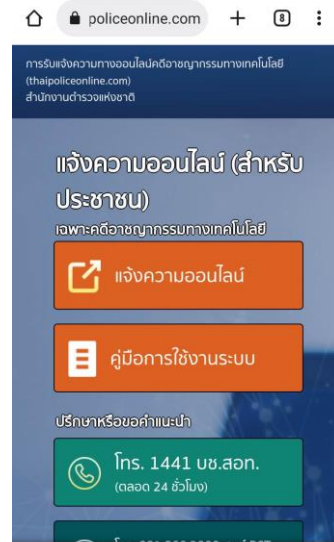 policeonline.com
8
การรับแจ้งความทางออนไลน์คดีอาชญากรรมทางเทคโนโลยี
(thaipoliceonline.com)
สำนักงานตำรวจแห่งชาติ
แจ้งความออนไลน์ (สำหรับ
ประชาชน)
เฉพาะคดีอาชญากรรมทางเทคโนโลยี
แจ้งความออนไลน์
คู่มือการใช้งานระบบ
ปรึกษาหรือขอคำแนะนำ
โทร. 1441 บช.สอท.
(ตลอด 24 ชั่วโมง)